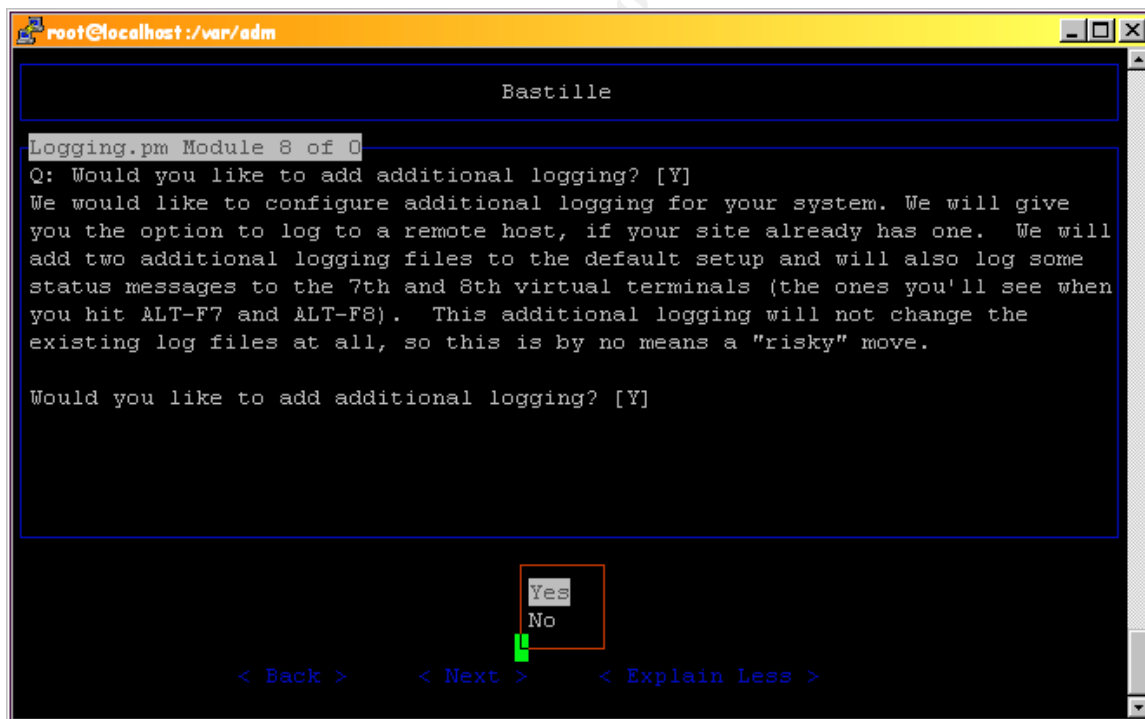 root@localhost:/var/adm
Bastille
Logging.pm Module 8 of 0
Q: Would you like to add additional logging? [Y]
We would like to configure additional logging for your system. We will give
you the option to log to a remote host, if your site already has one.  We will
add two additional logging files to the default setup and will also log some
status messages to the 7th and 8th virtual terminals (the ones you'll see when
you hit ALT-F7 and ALT-F8).  This additional logging will not change the
existing log files at all, so this is by no means a "risky" move.
Would you like to add additional logging? [Y]
Yes
No
< Back >     < Next >     < Explain Less >